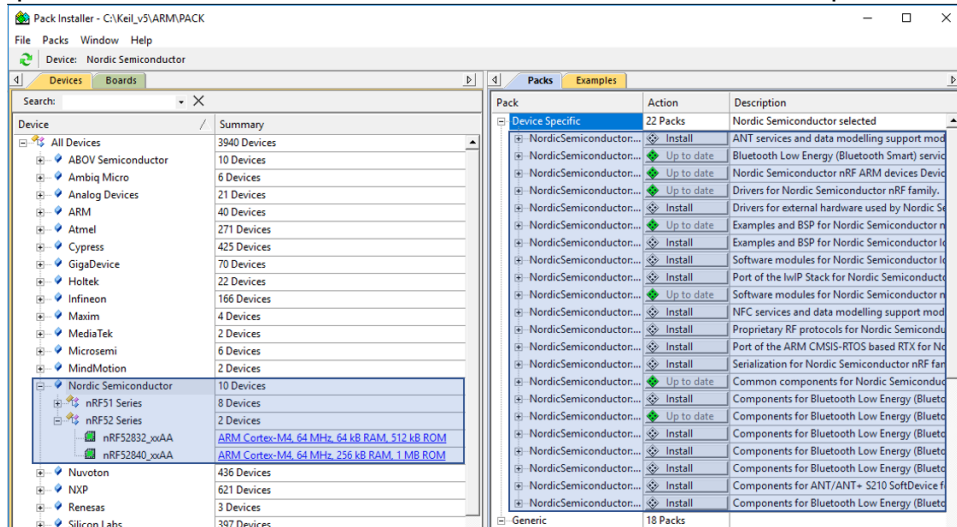 Pack Installer - C:\Keil_v5\ARM\PACK
File Packs Window Help
Device: Nordic Semiconductor
Devices Boards
Search:
Device Summary
All Devices 3940 Devices
ABOV Semiconductor 10 Devices
Ambiq Micro 6 Devices
Analog Devices 21 Devices
ARM 40 Devices
Atmel 271 Devices
Cypress 425 Devices
GigaDevice 70 Devices
Holtek 22 Devices
Infineon 166 Devices
Maxim 4 Devices
MediaTek 2 Devices
Microsemi 6 Devices
MindMotion 2 Devices
Nordic Semiconductor 10 Devices
nRF51 Series 8 Devices
nRF52 Series 2 Devices
nRF52832_xxAA ARM Cortex-M4, 64 MHz, 64 kB RAM, 512 kB ROM
nRF52840_xxAA ARM Cortex-M4, 64 MHz, 256 kB RAM, 1 MB ROM
Nuvoton 436 Devices
NXP 621 Devices
Renesas 3 Devices
Silicon Labs 397 Devices
Packs Examples
Pack Action Description
Device Specific 22 Packs Nordic Semiconductor selected
NordicSemiconductor:... Install ANT services and data modelling support mod
NordicSemiconductor:... Up to date Bluetooth Low Energy (Bluetooth Smart) servic
NordicSemiconductor:... Up to date Nordic Semiconductor nRF ARM devices Devic
NordicSemiconductor:... Up to date Drivers for Nordic Semiconductor nRF family.
NordicSemiconductor:... Install Drivers for external hardware used by Nordic Se
NordicSemiconductor:... Up to date Examples and BSP for Nordic Semiconductor n
NordicSemiconductor:... Install Examples and BSP for Nordic Semiconductor Io
NordicSemiconductor:... Install Software modules for Nordic Semiconductor Io
NordicSemiconductor:... Install Port of the lwIP Stack for Nordic Semiconducto
NordicSemiconductor:... Up to date Software modules for Nordic Semiconductor n
NordicSemiconductor:... Install NFC services and data modelling support mod
NordicSemiconductor:... Install Proprietary RF protocols for Nordic Semicondu
NordicSemiconductor:... Install Port of the ARM CMSIS-RTOS based RTX for No
NordicSemiconductor:... Install Serialization for Nordic Semiconductor nRF fan
NordicSemiconductor:... Up to date Common components for Nordic Semiconduc
NordicSemiconductor:... Install Components for Bluetooth Low Energy (Blueto
NordicSemiconductor:... Up to date Components for Bluetooth Low Energy (Blueto
NordicSemiconductor:... Install Components for Bluetooth Low Energy (Blueto
NordicSemiconductor:... Install Components for Bluetooth Low Energy (Blueto
NordicSemiconductor:... Install Components for Bluetooth Low Energy (Blueto
NordicSemiconductor:... Install Components for ANT/ANT+ S210 SoftDevice f
NordicSemiconductor:... Install Components for Bluetooth Low Energy (Blueto
Generic 18 Packs